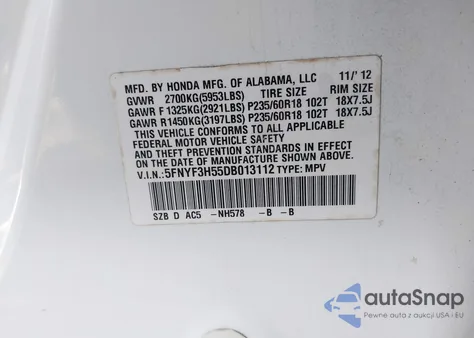 MFD. BY HONDA MFG. OF ALABAMA, LLC 11/'12
GVWR 2700KG(5953LBS) TIRE SIZE RIM SIZE
GAWR F 1325KG(2921LBS) P235/60R18 102T 18X7.5J
GAWR R1450KG(3197LBS) P235/60R18 102T 18X7.5J
THIS VEHICLE CONFORMS TO ALL APPLICABLE
FEDERAL MOTOR VEHICLE SAFETY
AND THEFT PREVENTION STANDARDS IN EFFECT
ON THE DATE OF MANUFACTURE SHOWN ABOVE.
V.I.N.: 5FNYF3H55DB013112 TYPE: MPV
SZB D AC5 -NH578 -B -B
autoSnap
Pewne auta z aukcji USA i EU